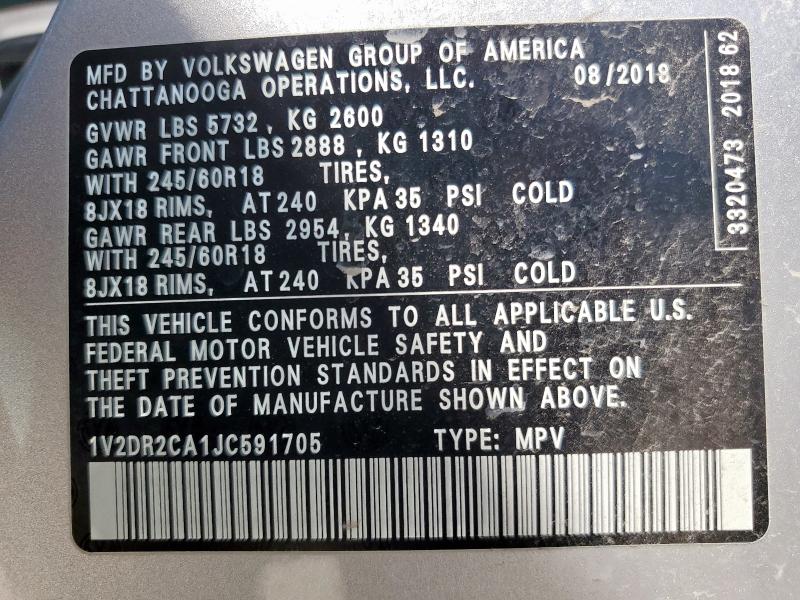 MFD BY VOLKSWAGEN GROUP OF AMERICA
CHATTANOOGA OPERATIONS, LLC. 08/2018
GVWR LBS 5732, KG 2600
GAWR FRONT LBS 2888, KG 1310
WITH 245/60R18 TIRES,
8JX18 RIMS, AT 240 KPA 35 PSI COLD
GAWR REAR LBS 2954, KG 1340
WITH 245/60R18 TIRES,
8JX18 RIMS, AT 240 KPA 35 PSI COLD
THIS VEHICLE CONFORMS TO ALL APPLICABLE U.S.
FEDERAL MOTOR VEHICLE SAFETY AND
THEFT PREVENTION STANDARDS IN EFFECT ON
THE DATE OF MANUFACTURE SHOWN ABOVE.
1V2DR2CA1JC591705 TYPE: MPV
3320473 2018 62